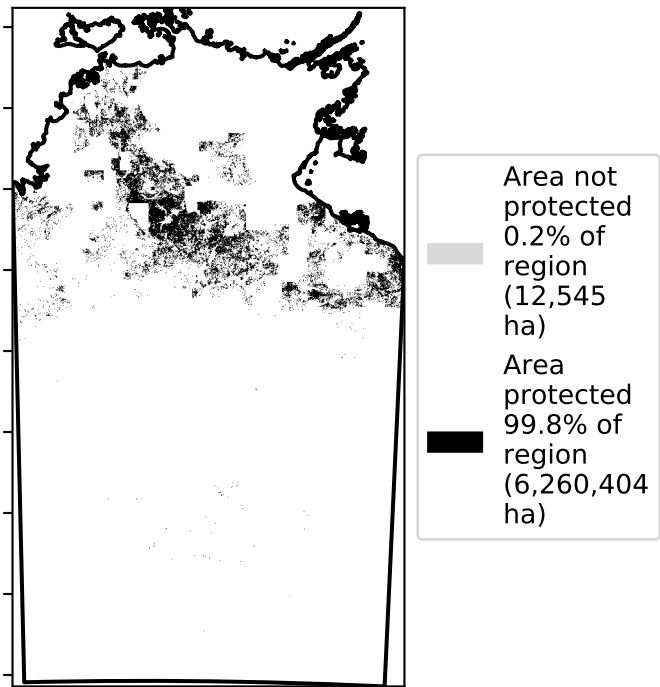 Area not
protected
0.2% of
region
(12,545
ha)
Area
protected
99.8% of
region
(6,260,404
ha)